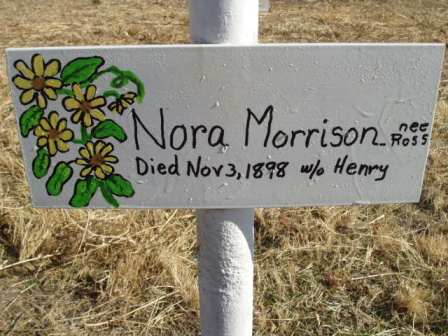 Nora Morrison- nee Ross
Died Nov 3, 1898 w/o Henry